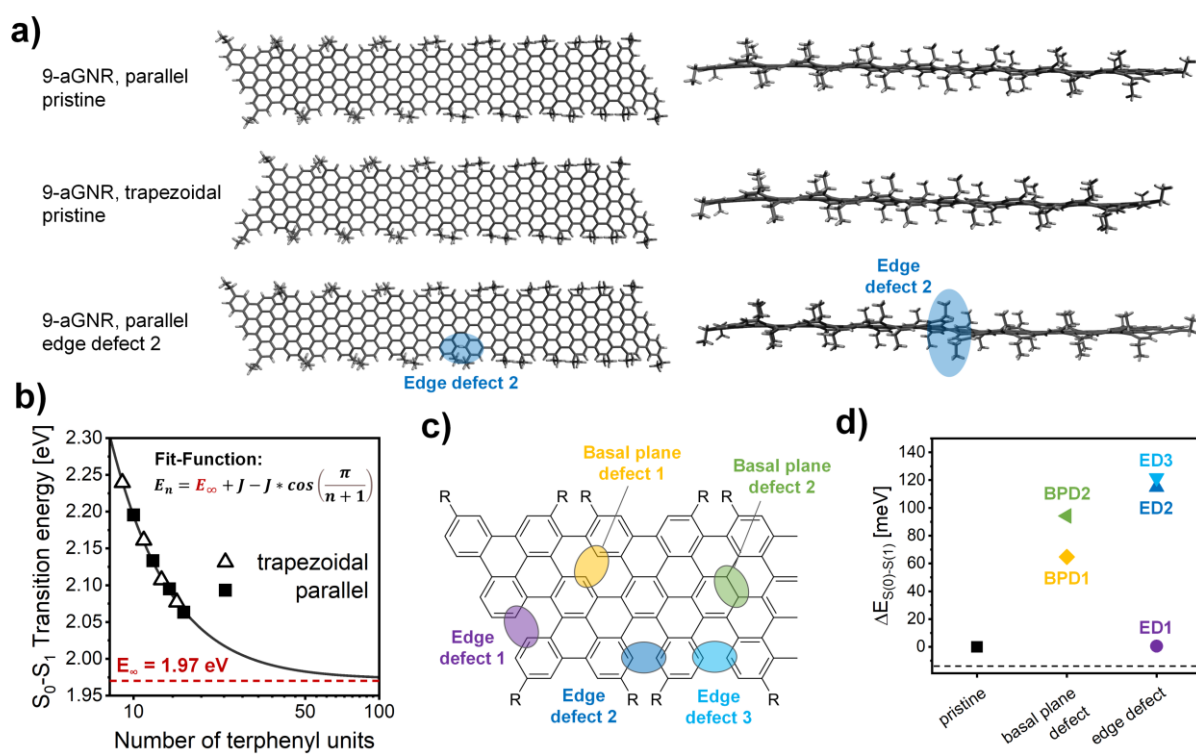 a)
9-aGNR, parallel
pristine
9-aGNR, trapezoidal
pristine
9-aGNR, parallel
edge defect 2
Edge defect 2
Edge
defect 2
b)
S₀-S₁ Transition energy [eV]
2.30
2.25
2.20
2.15
2.10
2.05
2.00
1.95
Fit-Function:
Eₙ = E∞ + J − J * cos(π/(n + 1))
trapezoidal
parallel
E∞ = 1.97 eV
10
50
100
Number of terphenyl units
c)
Basal plane
defect 1
Basal plane
defect 2
R
R
R
R
R
Edge
defect 1
R
R
R
R
R
Edge
defect 2
Edge
defect 3
d)
ΔE S(0)-S(1) [meV]
140
120
100
80
60
40
20
0
ED3
ED2
BPD2
BPD1
ED1
pristine
basal plane
defect
edge defect